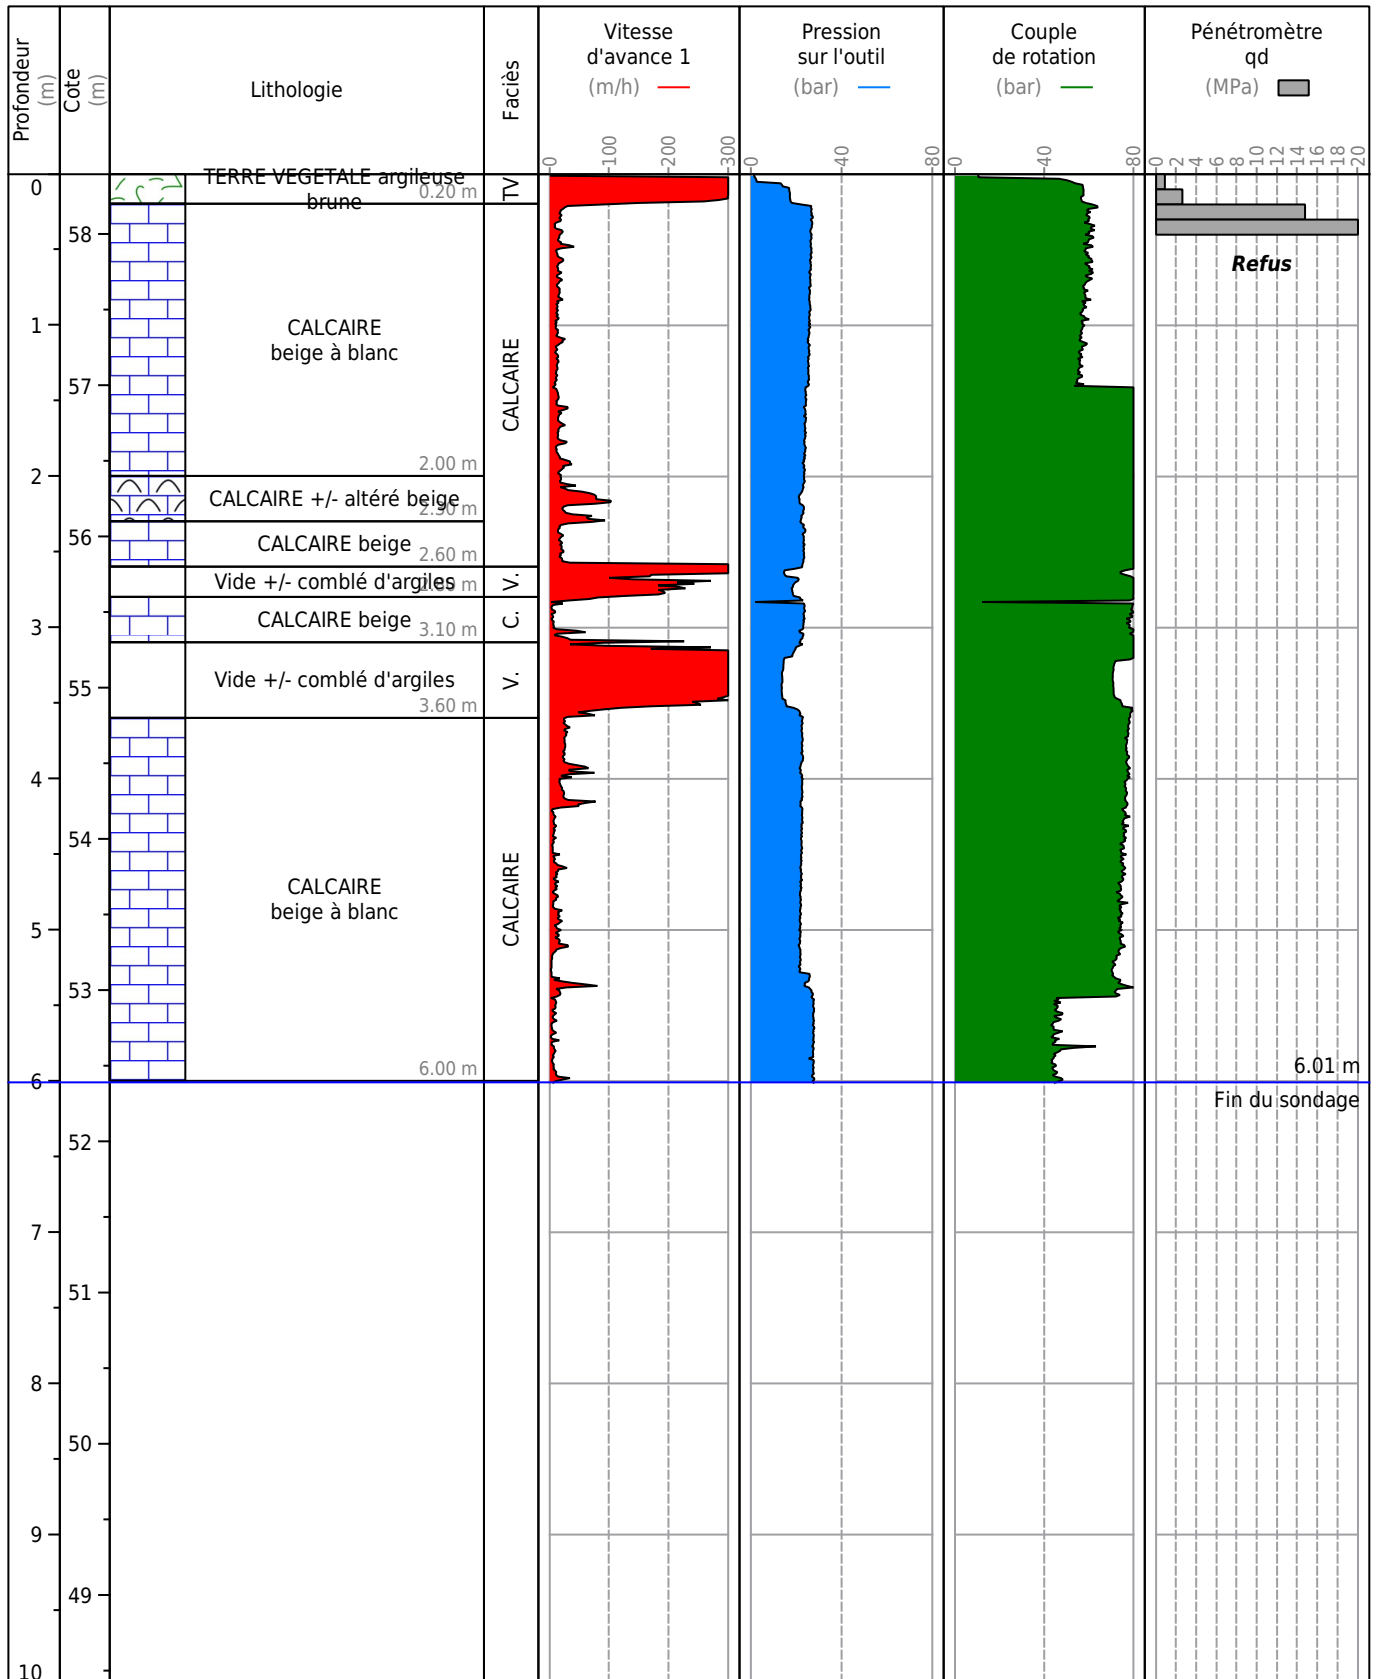 Profondeur
(m)
Cote
(m)
Lithologie
Faciès
Vitesse
d'avance 1
(m/h)
0
100
200
300
Pression
sur l'outil
(bar)
0
40
80
Couple
de rotation
(bar)
0
40
80
Pénétromètre
qd
(MPa)
0
2
4
6
8
10
12
14
16
18
20
0
TERRE VEGETALE argileuse
brune
0.20 m
TV
58
Refus
1
CALCAIRE
beige à blanc
CALCAIRE
57
2.00 m
2
CALCAIRE +/- altéré beige
2.30 m
56
CALCAIRE beige
2.60 m
Vide +/- comblé d'argiles
2.80 m
V.
CALCAIRE beige
3.10 m
C.
3
Vide +/- comblé d'argiles
3.60 m
V.
55
4
54
CALCAIRE
beige à blanc
CALCAIRE
5
53
6.00 m
6
6.01 m
Fin du sondage
52
7
51
8
50
9
49
10